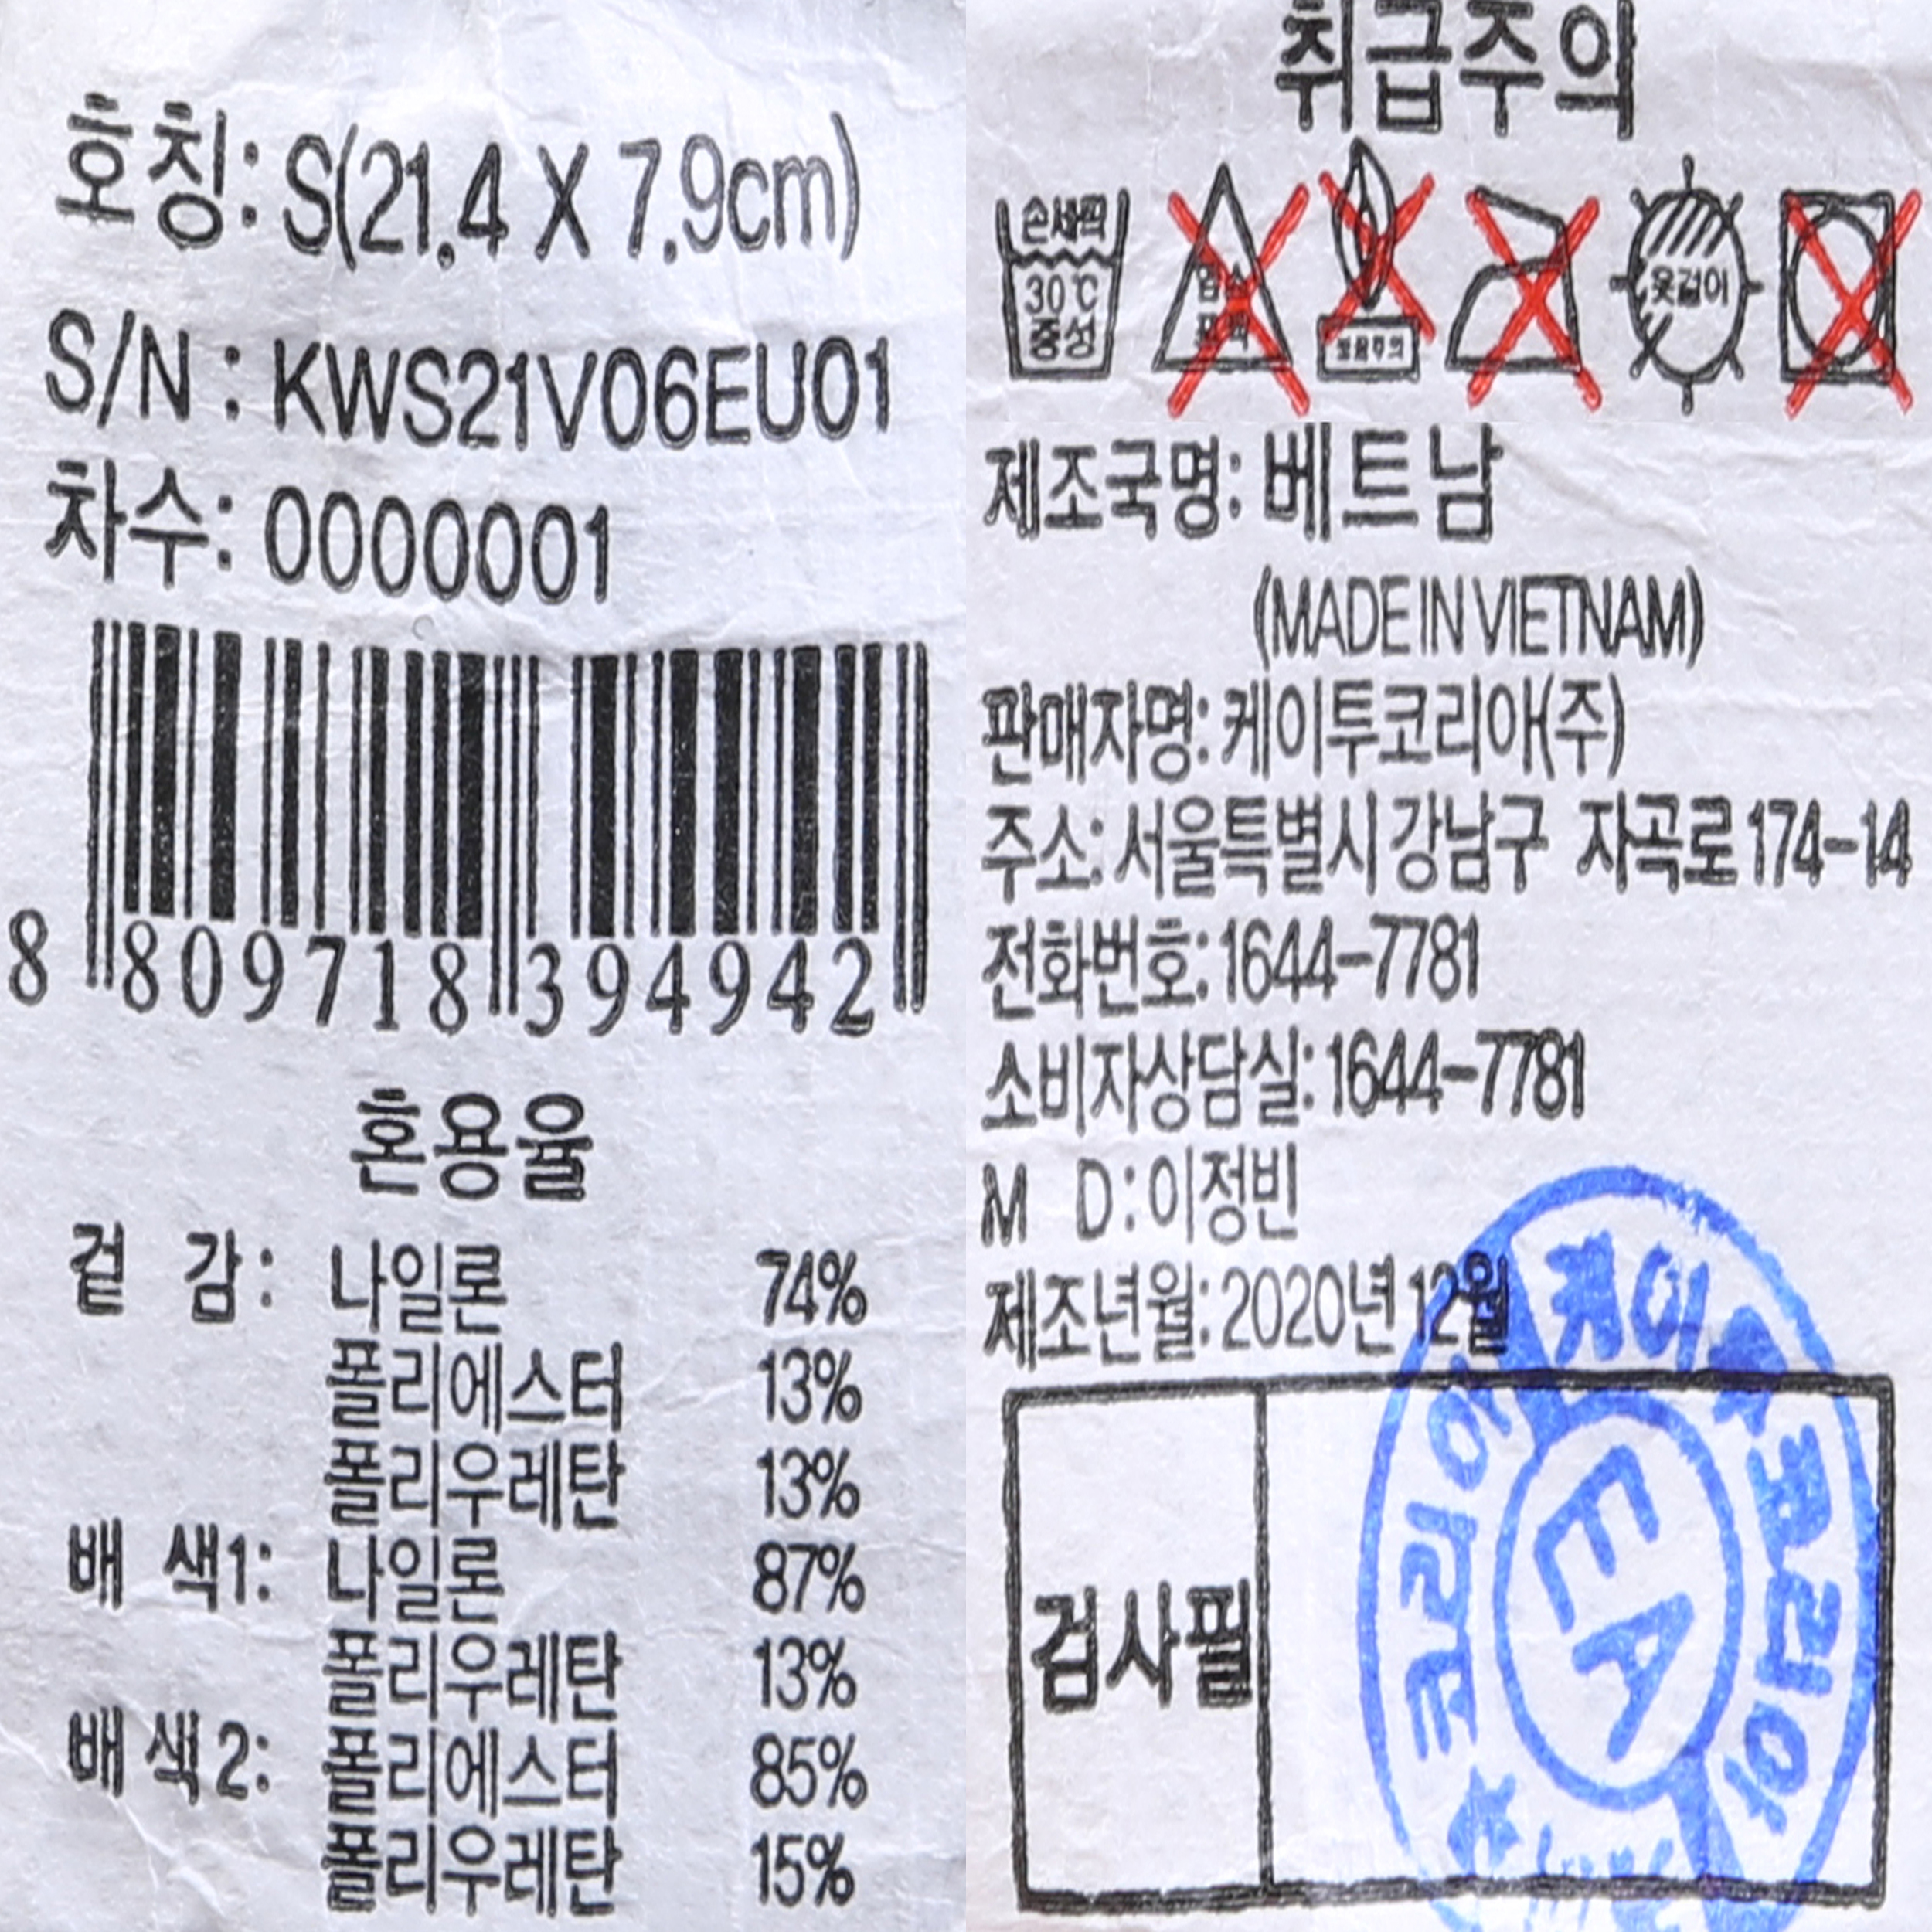 호칭: S(21.4 X 7.9cm)
S/N : KWS21V06EU01
차수: 0000001
8 809718 394942
혼용율
겉 감: 나일론 74%
폴리에스터 13%
폴리우레탄 13%
배 색1: 나일론 87%
폴리우레탄 13%
배 색2: 폴리에스터 85%
폴리우레탄 15%
취급주의
손세탁
30℃
중성
옷걸이
제조국명: 베트남
(MADE IN VIETNAM)
판매자명: 케이투코리아(주)
주소: 서울특별시 강남구 자곡로 174-14
전화번호: 1644-7781
소비자상담실: 1644-7781
M D: 이정빈
제조년월: 2020년 12월
검사필
케이투코리아
EA